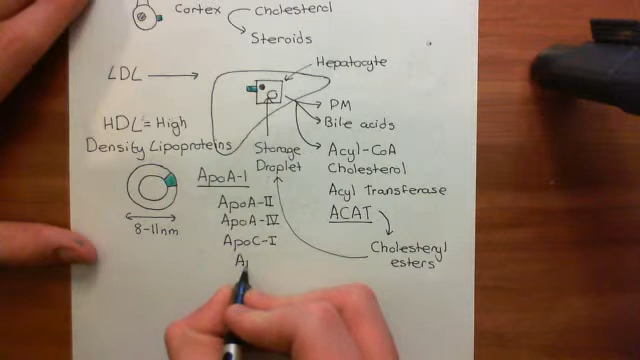 Cortex
Cholesterol
Steroids
LDL
Hepatocyte
PM
Bile acids
HDL = High
Density Lipoproteins
Storage
Droplet
Acyl-CoA
Cholesterol
Acyl Transferase
ACAT
Cholesteryl
esters
8-11nm
ApoA-I
ApoA-II
ApoA-IV
ApoC-I
A